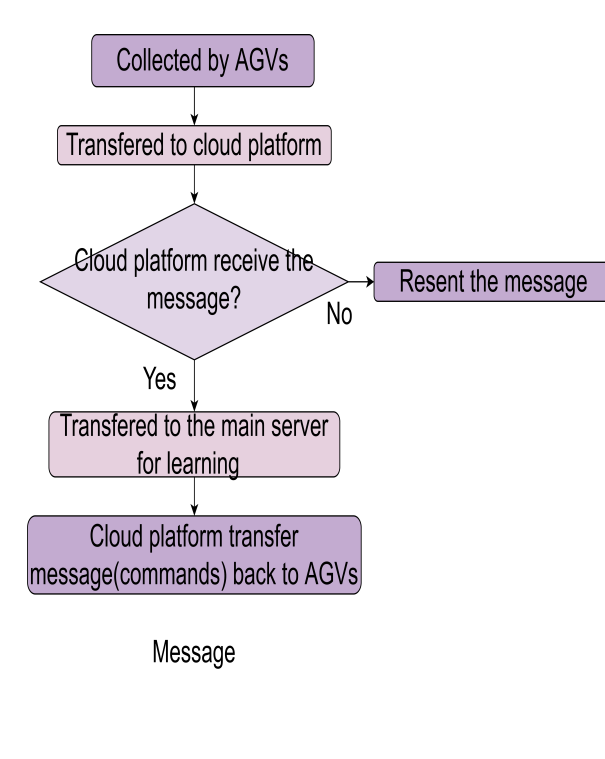 Collected by AGVs
Transfered to cloud platform
Cloud platform receive the
message?
Resent the message
No
Yes
Transfered to the main server
for learning
Cloud platform transfer
message(commands) back to AGVs
Message